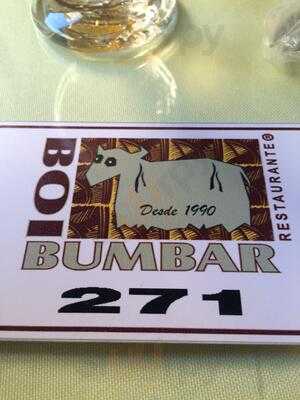 BOI
Desde 1990
RESTAURANTE®
BUMBAR
271